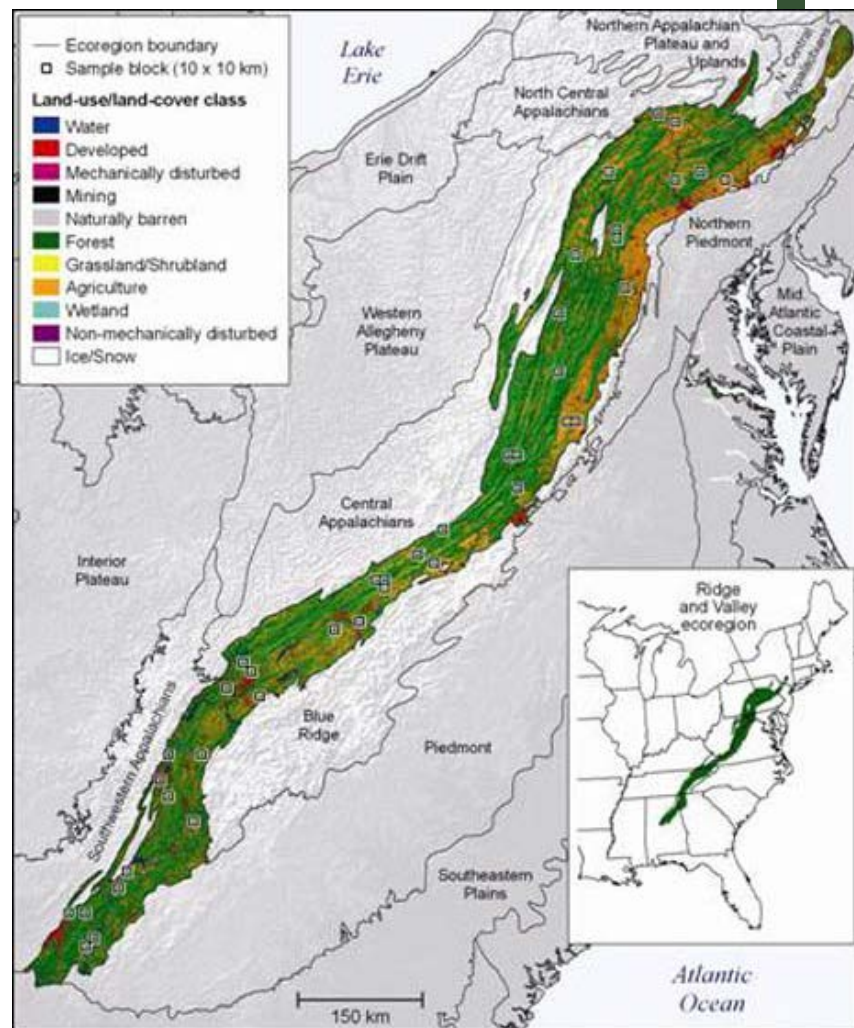 Ecoregion boundary
Sample block (10 x 10 km)
Land-use/land-cover class
Water
Developed
Mechanically disturbed
Mining
Naturally barren
Forest
Grassland/Shrubland
Agriculture
Wetland
Non-mechanically disturbed
Ice/Snow
Lake
Erie
Northern Appalachian
Plateau and
Uplands
N. Central
Appalachians
North Central
Appalachians
Erie Drift
Plain
Northern
Piedmont
Mid.
Atlantic
Coastal
Plain
Western
Allegheny
Plateau
Central
Appalachians
Interior
Plateau
Southwestern Appalachians
Blue
Ridge
Piedmont
Southeastern
Plains
Ridge
and Valley
ecoregion
150 km
Atlantic
Ocean